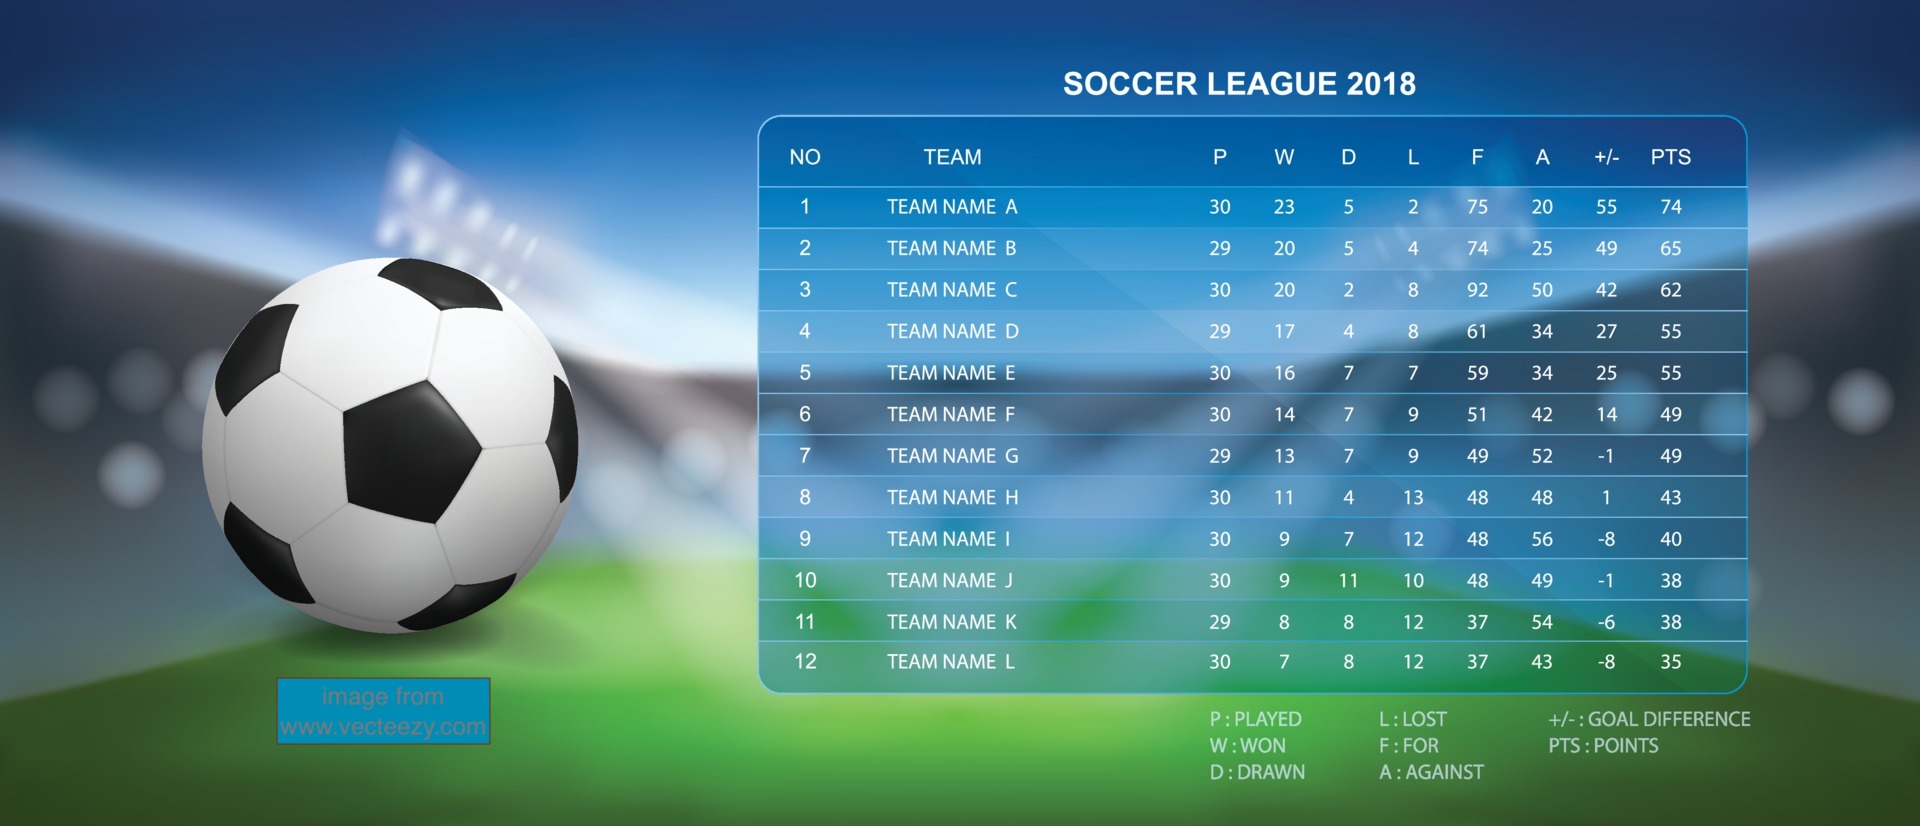 SOCCER LEAGUE 2018
NO TEAM P W D L F A +/- PTS
1 TEAM NAME A 30 23 5 2 75 20 55 74
2 TEAM NAME B 29 20 5 4 74 25 49 65
3 TEAM NAME C 30 20 2 8 92 50 42 62
4 TEAM NAME D 29 17 4 8 61 34 27 55
5 TEAM NAME E 30 16 7 7 59 34 25 55
6 TEAM NAME F 30 14 7 9 51 42 14 49
7 TEAM NAME G 29 13 7 9 49 52 -1 49
8 TEAM NAME H 30 11 4 13 48 48 1 43
9 TEAM NAME I 30 9 7 12 48 56 -8 40
10 TEAM NAME J 30 9 11 10 48 49 -1 38
11 TEAM NAME K 29 8 8 12 37 54 -6 38
12 TEAM NAME L 30 7 8 12 37 43 -8 35
P : PLAYED L : LOST +/- : GOAL DIFFERENCE
W : WON F : FOR PTS : POINTS
D : DRAWN A : AGAINST
image from
www.vecteezy.com